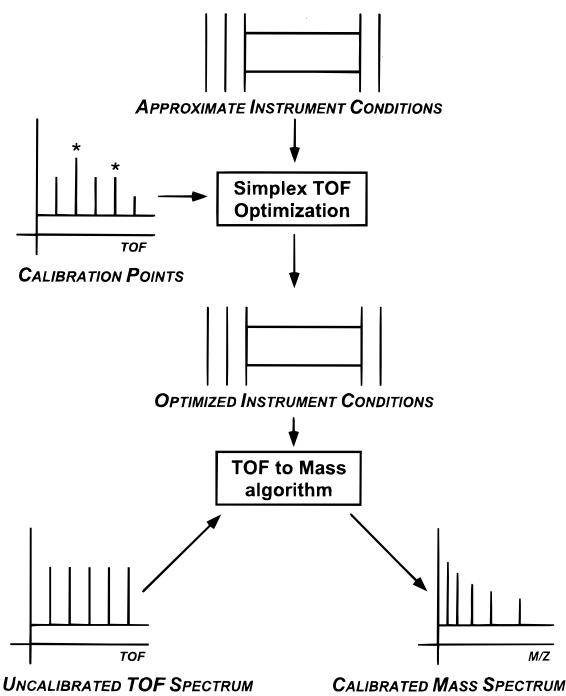 APPROXIMATE INSTRUMENT CONDITIONS
* *
Simplex TOF
Optimization
TOF
CALIBRATION POINTS
OPTIMIZED INSTRUMENT CONDITIONS
TOF to Mass
algorithm
TOF
UNCALIBRATED TOF SPECTRUM
M/Z
CALIBRATED MASS SPECTRUM